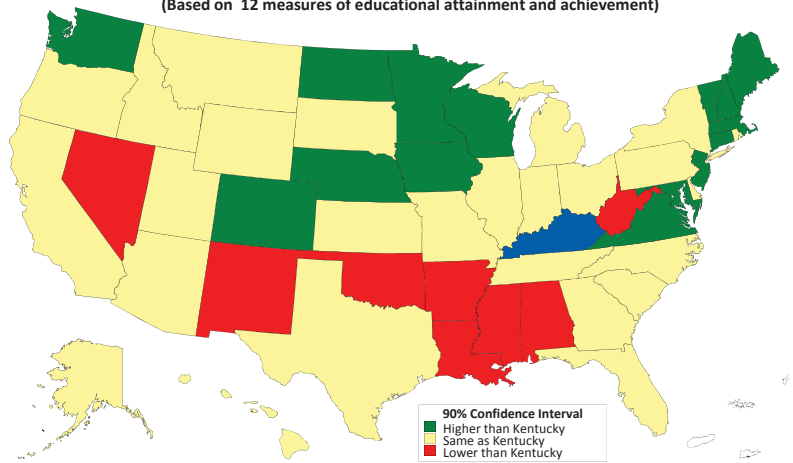 (Based on 12 measures of educational attainment and achievement)
90% Confidence Interval
Higher than Kentucky
Same as Kentucky
Lower than Kentucky